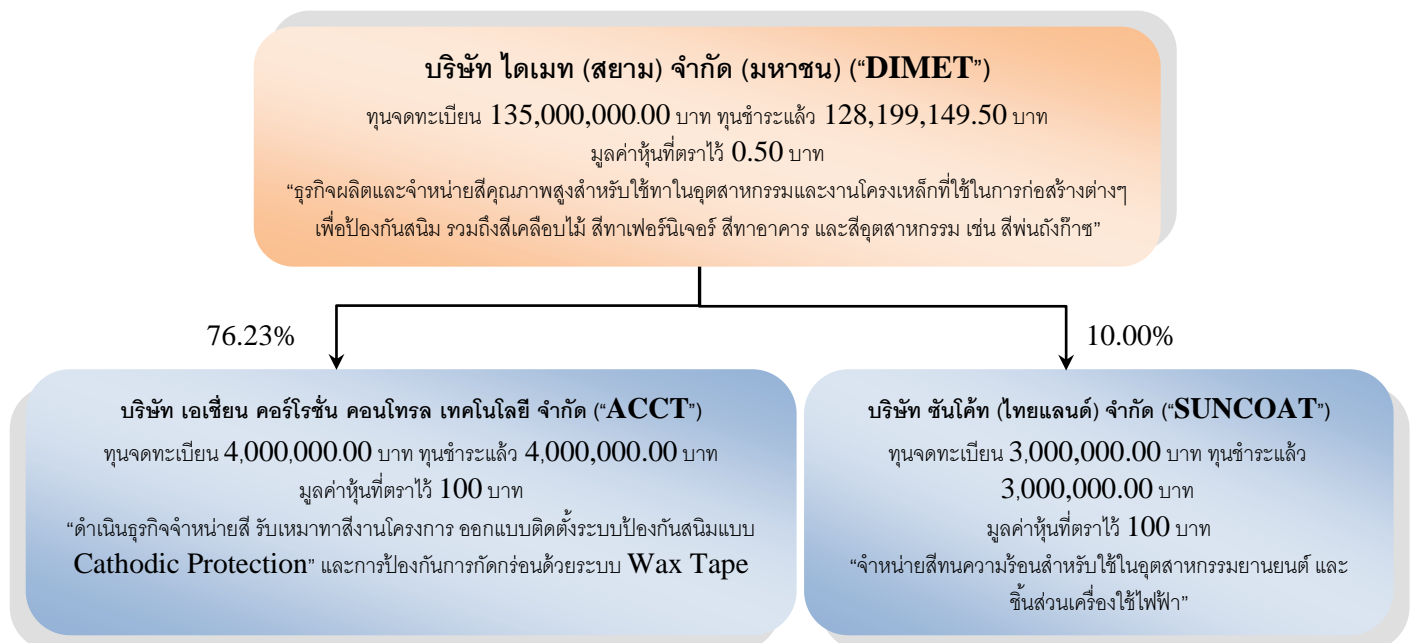 บริษัท ไดเมท (สยาม) จำกัด (มหาชน) (“DIMET”)
ทุนจดทะเบียน 135,000,000.00 บาท ทุนชำระแล้ว 128,199,149.50 บาท
มูลค่าหุ้นที่ตราไว้ 0.50 บาท
“ธุรกิจผลิตและจำหน่ายสีคุณภาพสูงสำหรับใช้ทาในอุตสาหกรรมและงานโครงเหล็กที่ใช้ในการก่อสร้างต่างๆ
เพื่อป้องกันสนิม รวมถึงสีเคลือบไม้ สีทาเฟอร์นิเจอร์ สีทาอาคาร และสีอุตสาหกรรม เช่น สีพ่นถังก๊าซ”
76.23%
10.00%
บริษัท เอเชี่ยน คอร์โรชั่น คอนโทรล เทคโนโลยี จำกัด (“ACCT”)
ทุนจดทะเบียน 4,000,000.00 บาท ทุนชำระแล้ว 4,000,000.00 บาท
มูลค่าหุ้นที่ตราไว้ 100 บาท
“ดำเนินธุรกิจจำหน่ายสี รับเหมาทาสีงานโครงการ ออกแบบติดตั้งระบบป้องกันสนิมแบบ
Cathodic Protection” และการป้องกันการกัดกร่อนด้วยระบบ Wax Tape
บริษัท ซันโค้ท (ไทยแลนด์) จำกัด (“SUNCOAT”)
ทุนจดทะเบียน 3,000,000.00 บาท ทุนชำระแล้ว
3,000,000.00 บาท
มูลค่าหุ้นที่ตราไว้ 100 บาท
“จำหน่ายสีทนความร้อนสำหรับใช้ในอุตสาหกรรมยานยนต์ และ
ชิ้นส่วนเครื่องใช้ไฟฟ้า”